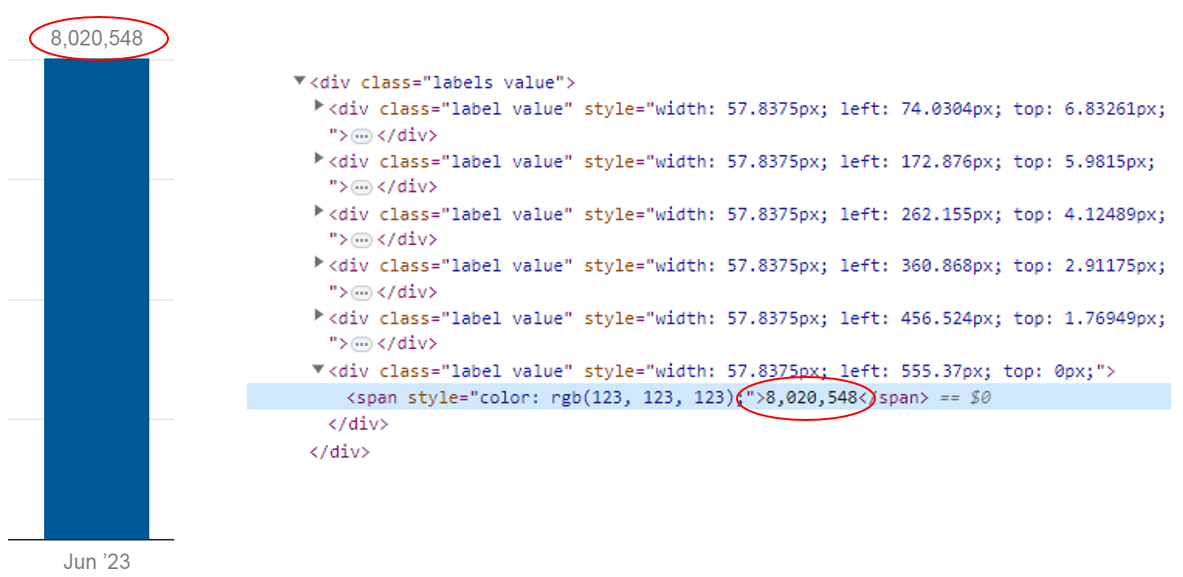 8,020,548
Jun ’23
<div class="labels value">
<div class="label value" style="width: 57.8375px; left: 74.0304px; top: 6.83261px;
">…</div>
<div class="label value" style="width: 57.8375px; left: 172.876px; top: 5.9815px;
">…</div>
<div class="label value" style="width: 57.8375px; left: 262.155px; top: 4.12489px;
">…</div>
<div class="label value" style="width: 57.8375px; left: 360.868px; top: 2.91175px;
">…</div>
<div class="label value" style="width: 57.8375px; left: 456.524px; top: 1.76949px;
">…</div>
<div class="label value" style="width: 57.8375px; left: 555.37px; top: 0px;">
<span style="color: rgb(123, 123, 123);">8,020,548</span> == $0
</div>
</div>